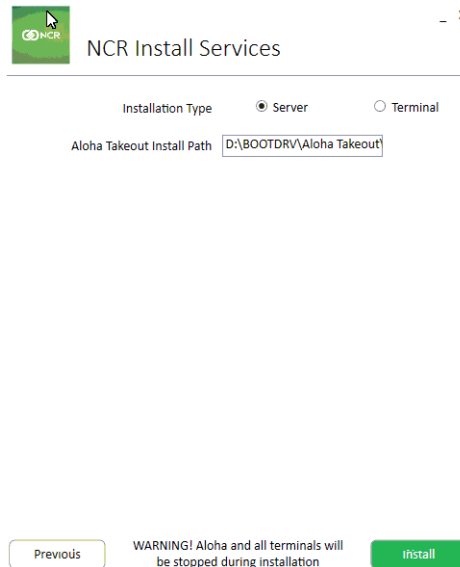 NCR
NCR Install Services
Installation Type Server Terminal
Aloha Takeout Install Path D:\BOOTDRV\Aloha Takeout\
WARNING! Aloha and all terminals will
be stopped during installation
Previous Install